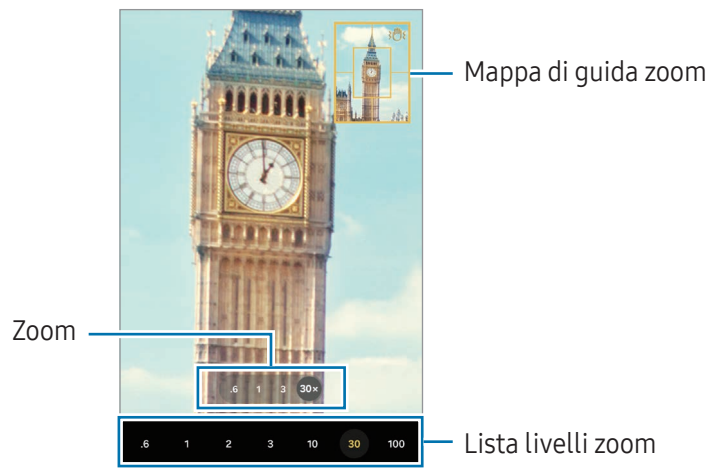 Mappa di guida zoom
Zoom
.6 1 3 30×
.6 1 2 3 10 30 100
Lista livelli zoom